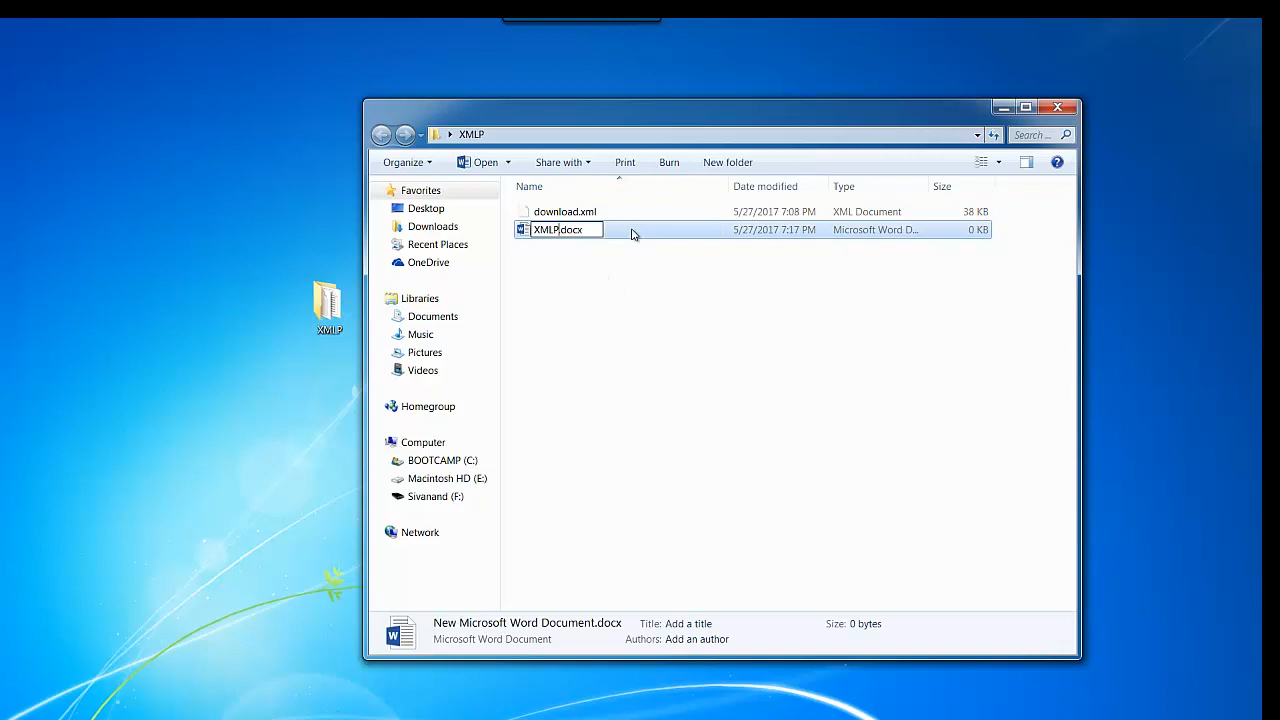 XMLP
Search ...
Organize
Open
Share with
Print
Burn
New folder
Favorites
Desktop
Downloads
Recent Places
OneDrive
Libraries
Documents
Music
Pictures
Videos
Homegroup
Computer
BOOTCAMP (C:)
Macintosh HD (E:)
Sivanand (F:)
Network
Name Date modified Type Size
download.xml 5/27/2017 7:08 PM XML Document 38 KB
XMLP.docx 5/27/2017 7:17 PM Microsoft Word D... 0 KB
XMLP
New Microsoft Word Document.docx Title: Add a title Size: 0 bytes
Microsoft Word Document Authors: Add an author